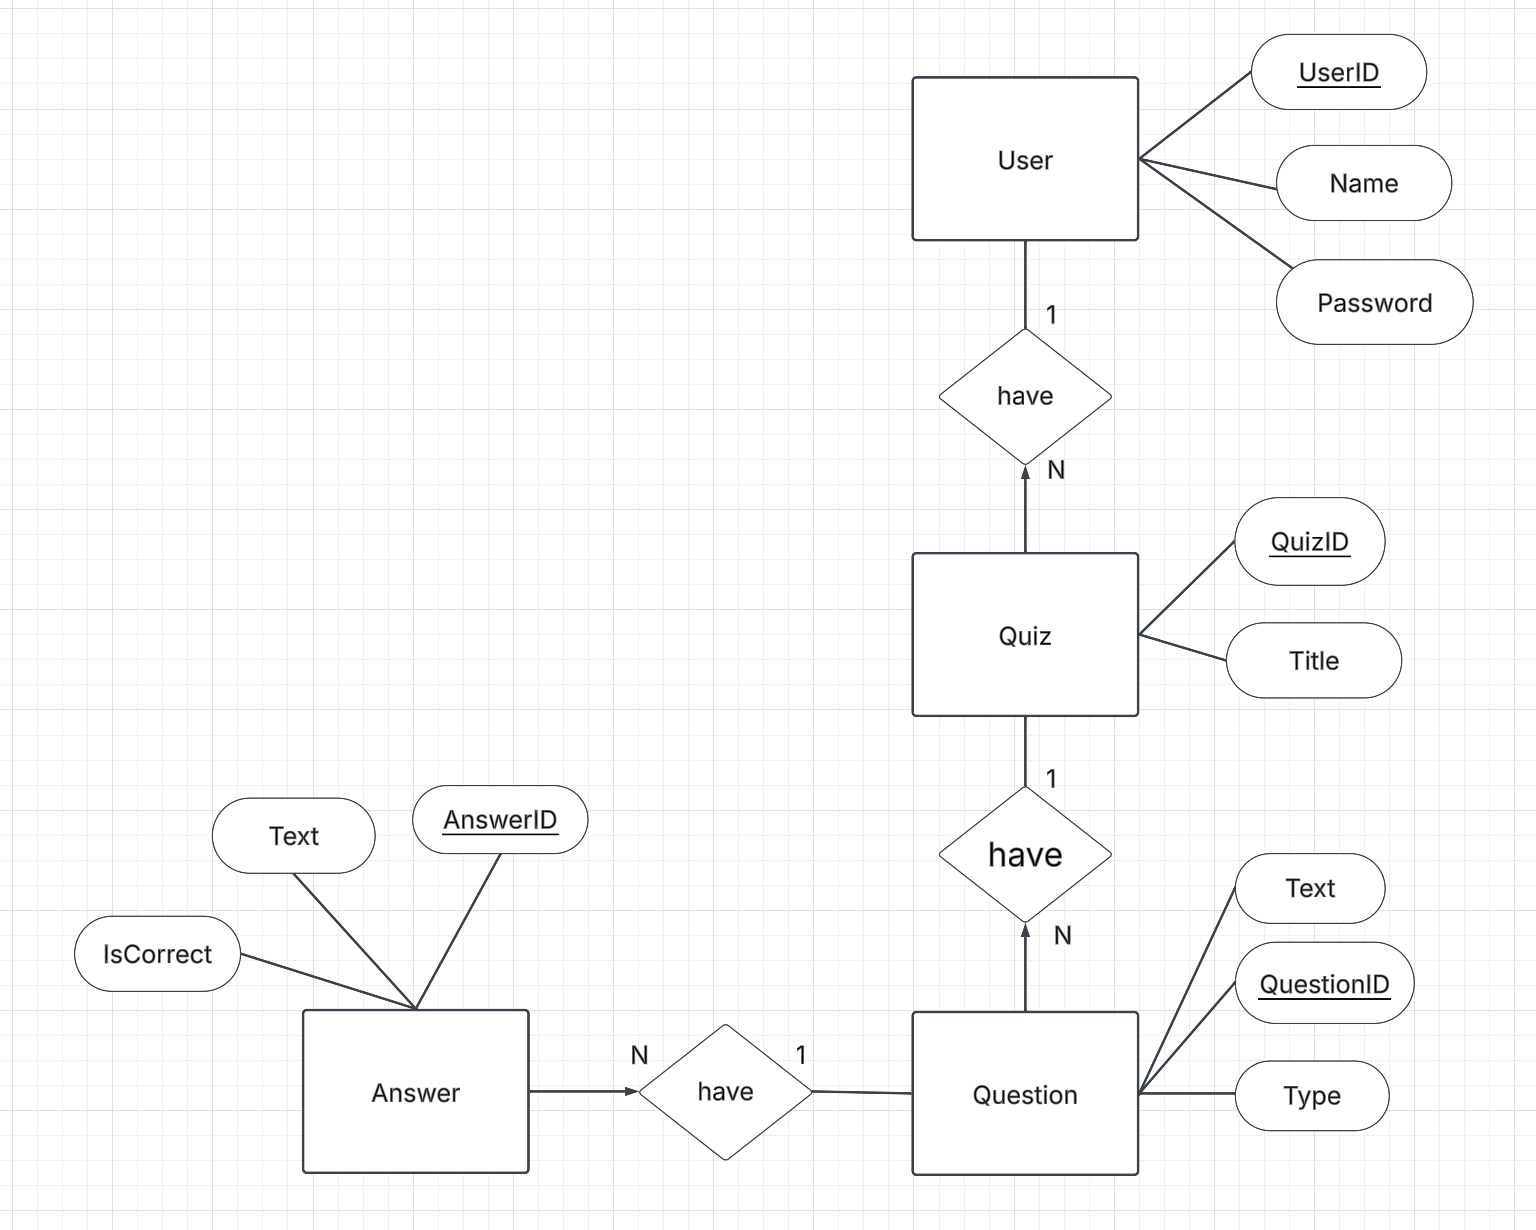 UserID
User
Name
Password
1
have
N
QuizID
Quiz
Title
1
have
N
Text
AnswerID
IsCorrect
Text
QuestionID
Answer
N
have
1
Question
Type